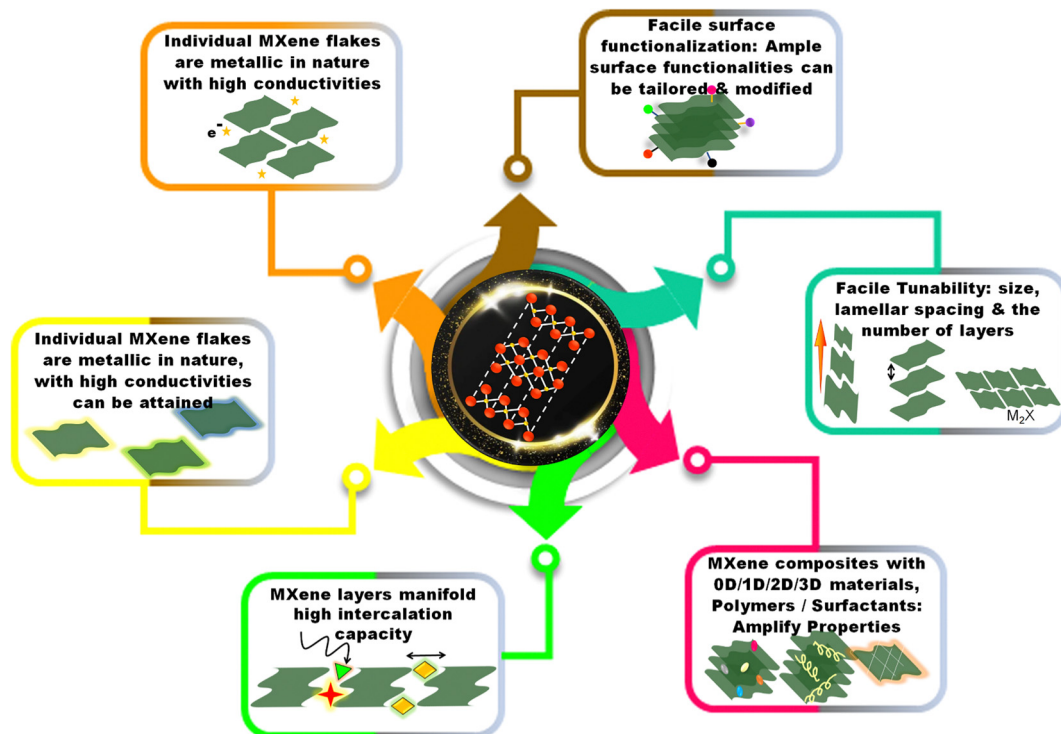 Individual MXene flakes
are metallic in nature
with high conductivities
e-
Facile surface
functionalization: Ample
surface functionalities can
be tailored & modified
Facile Tunability: size,
lamellar spacing & the
number of layers
M₂X
Individual MXene flakes
are metallic in nature,
with high conductivities
can be attained
MXene layers manifold
high intercalation
capacity
MXene composites with
0D/1D/2D/3D materials,
Polymers / Surfactants:
Amplify Properties